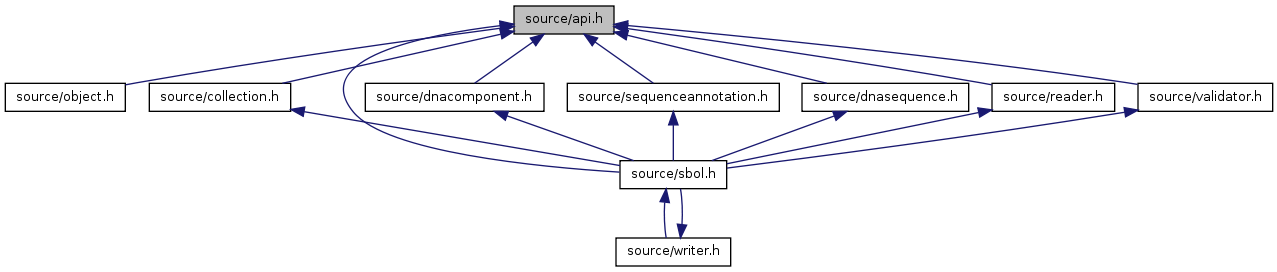 source/api.h
source/object.h
source/collection.h
source/dnacomponent.h
source/sequenceannotation.h
source/dnasequence.h
source/reader.h
source/validator.h
source/sbol.h
source/writer.h